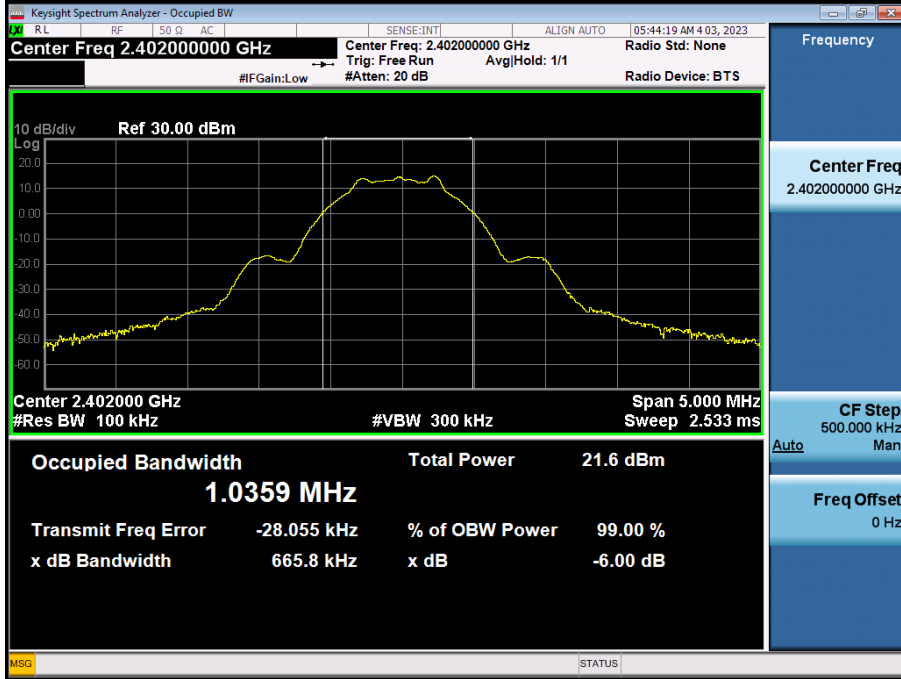 Keysight Spectrum Analyzer - Occupied BW
LXI RL RF 50 Ω AC SENSE:INT ALIGN AUTO 05:44:19 AM 4 03, 2023
Center Freq 2.402000000 GHz
Center Freq: 2.402000000 GHz Radio Std: None
Trig: Free Run Avg|Hold: 1/1
#IFGain:Low #Atten: 20 dB Radio Device: BTS
10 dB/div Ref 30.00 dBm
Log
20.0
10.0
0.00
-10.0
-20.0
-30.0
-40.0
-50.0
-60.0
Center 2.402000 GHz Span 5.000 MHz
#Res BW 100 kHz #VBW 300 kHz Sweep 2.533 ms
Occupied Bandwidth Total Power 21.6 dBm
1.0359 MHz
Transmit Freq Error -28.055 kHz % of OBW Power 99.00 %
x dB Bandwidth 665.8 kHz x dB -6.00 dB
MSG STATUS
Frequency
Center Freq
2.402000000 GHz
CF Step
500.000 kHz
Auto Man
Freq Offset
0 Hz